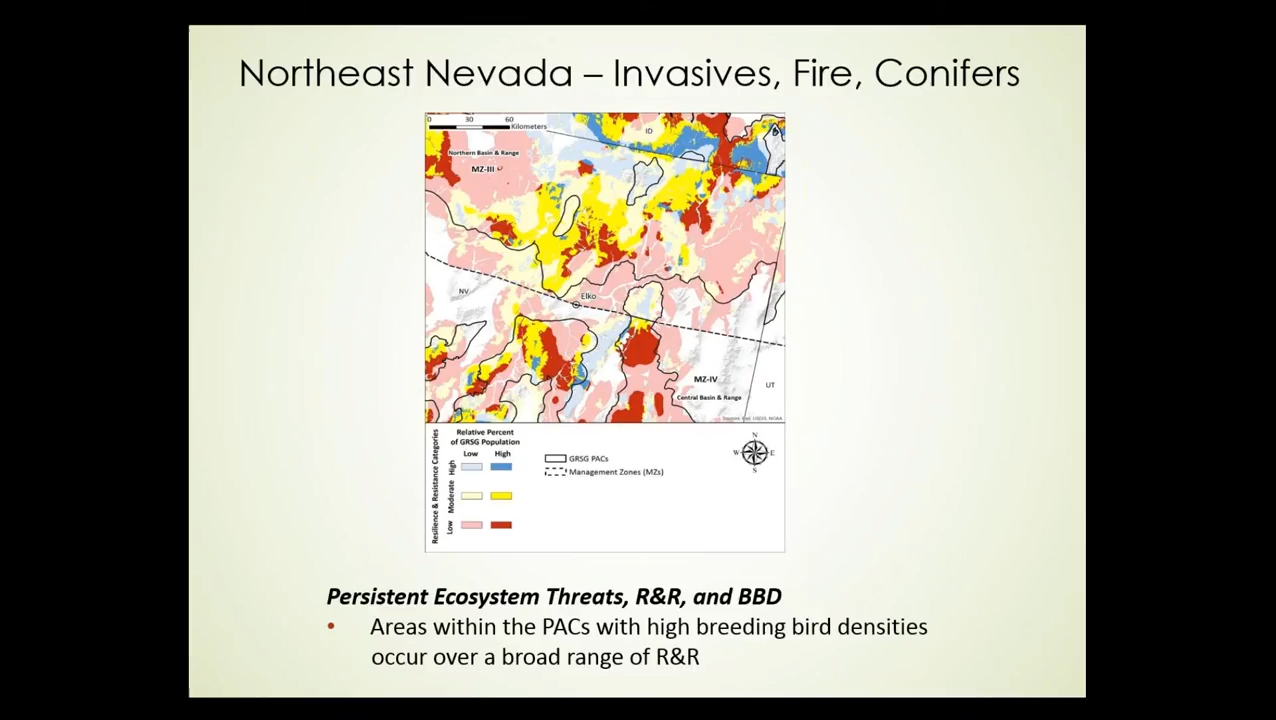 Northeast Nevada – Invasives, Fire, Conifers
0 30 60
Kilometers
ID
Northern Basin & Range
MZ-III
NV
Elko
MZ-IV
UT
Central Basin & Range
Relative Percent
of GRSG Population
Low High
Resilience & Resistance Categories
High
Moderate
Low
GRSG PACs
Management Zones (MZs)
N
W E
S
Persistent Ecosystem Threats, R&R, and BBD
• Areas within the PACs with high breeding bird densities
occur over a broad range of R&R